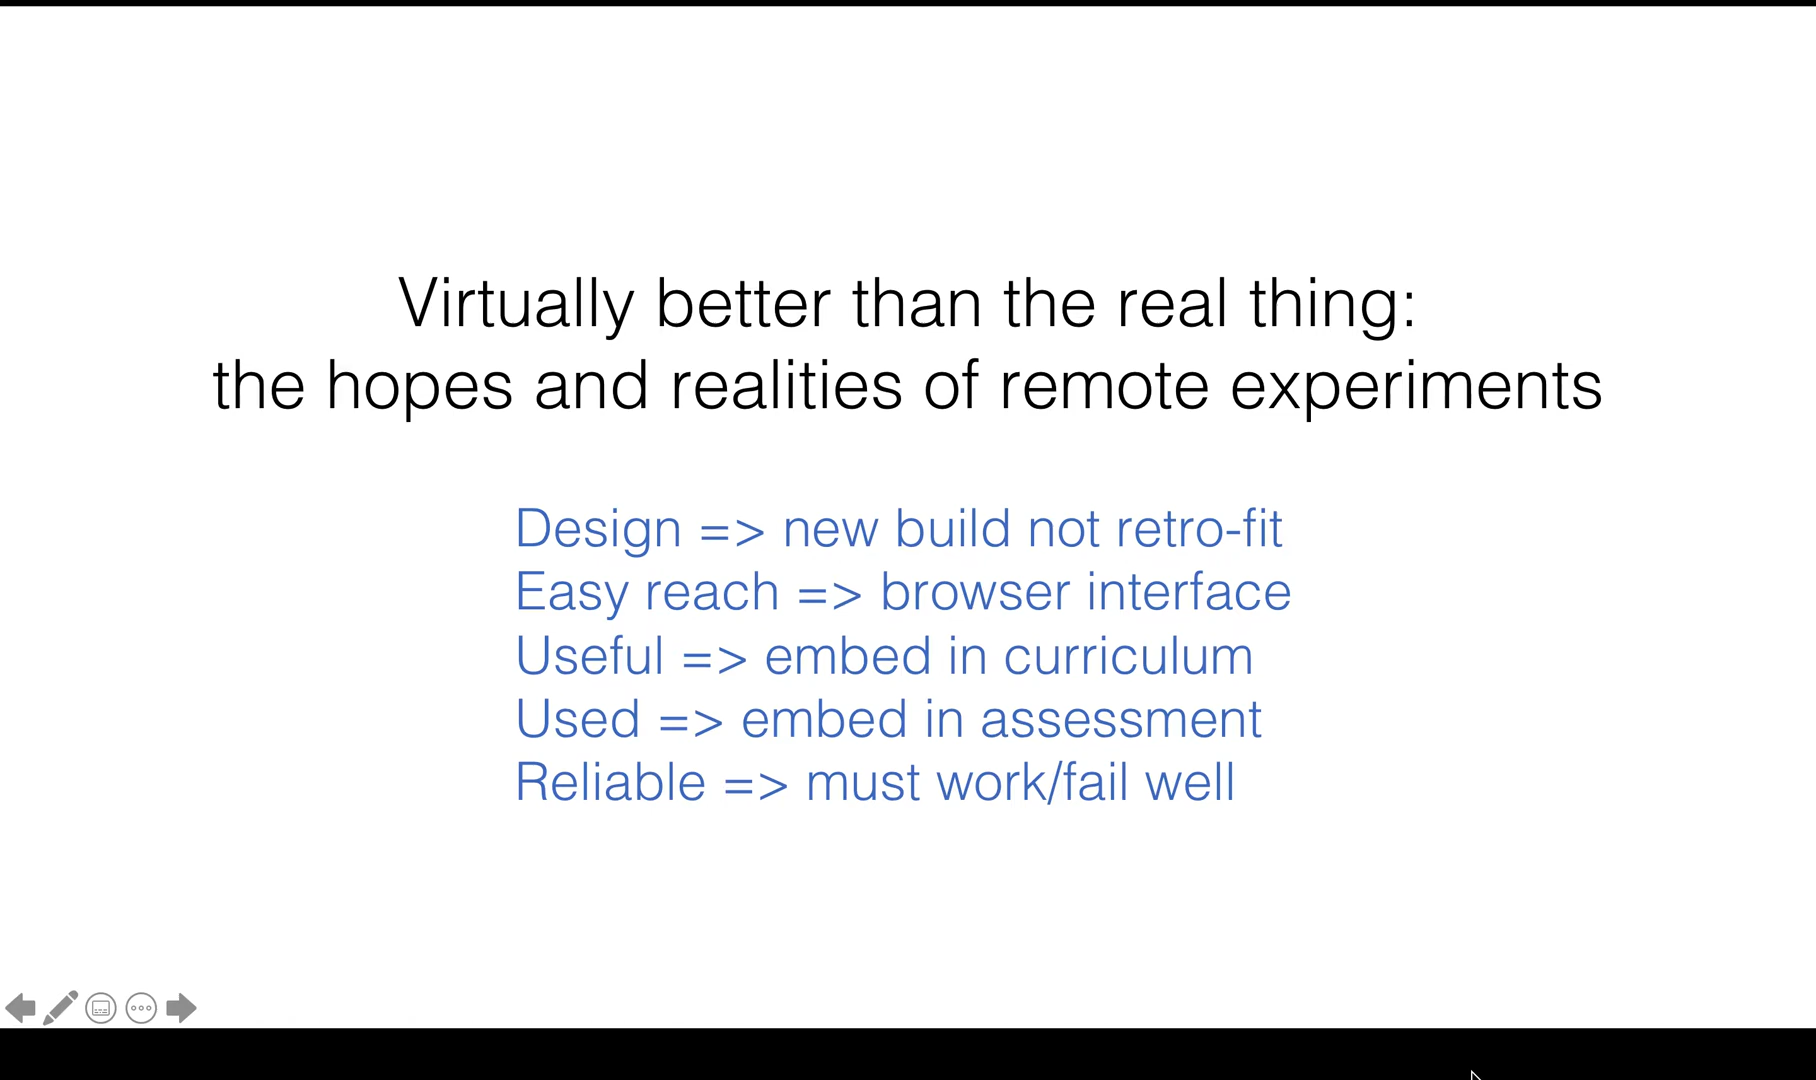 Virtually better than the real thing:
the hopes and realities of remote experiments
Design => new build not retro-fit
Easy reach => browser interface
Useful => embed in curriculum
Used => embed in assessment
Reliable => must work/fail well